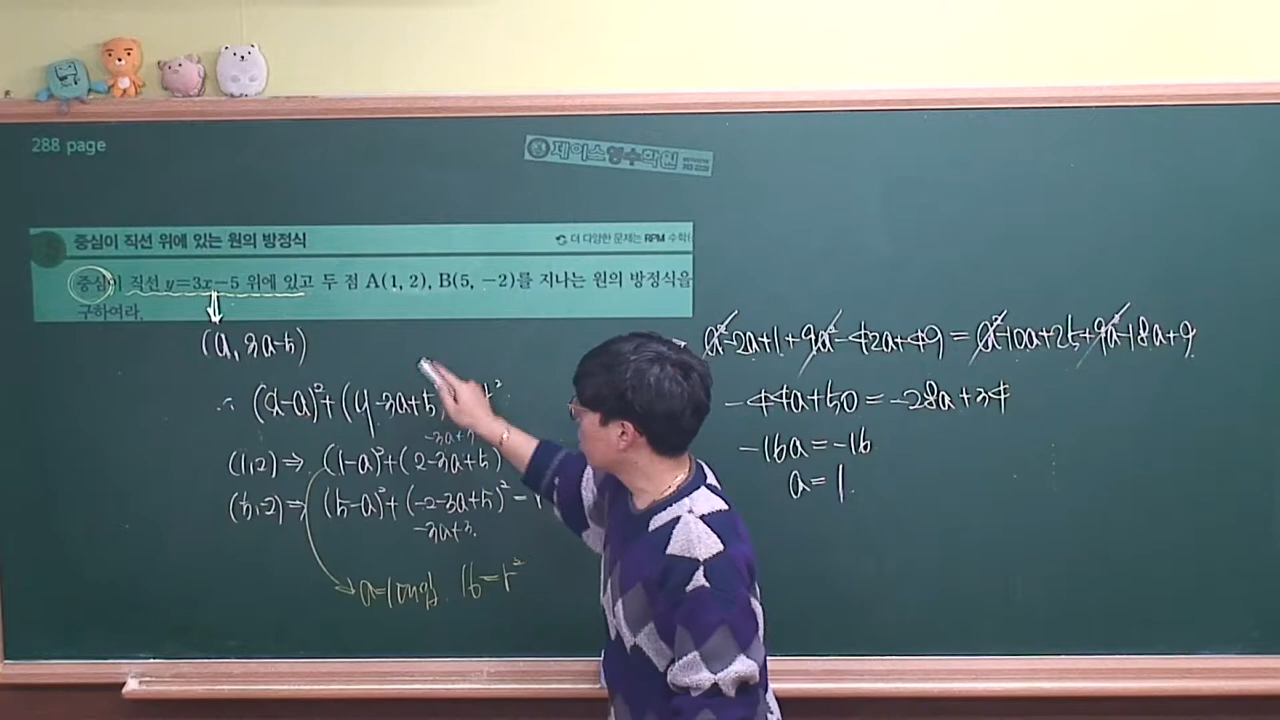 288 page
제이스영수학원
중심이 직선 위에 있는 원의 방정식
더 다양한 문제는 RPM 수학(
중심이 직선 y=3x-5 위에 있고 두 점 A(1, 2), B(5, -2)를 지나는 원의 방정식을
구하여라.
(a, 3a-5)
∴ (x-a)²+(y-3a+5 r²
(1,2)⇒ (1-a)²+(2-3a+5)
(5,-2)⇒ (5-a)²+(-2-3a+5)² =
-3a+3.
a=1대입. 16=r²
a²-2a+1+9a²-42a+49=a²-10a+25+9a²-18a+9
-44a+50=-28a+34
-16a=-16
a=1.